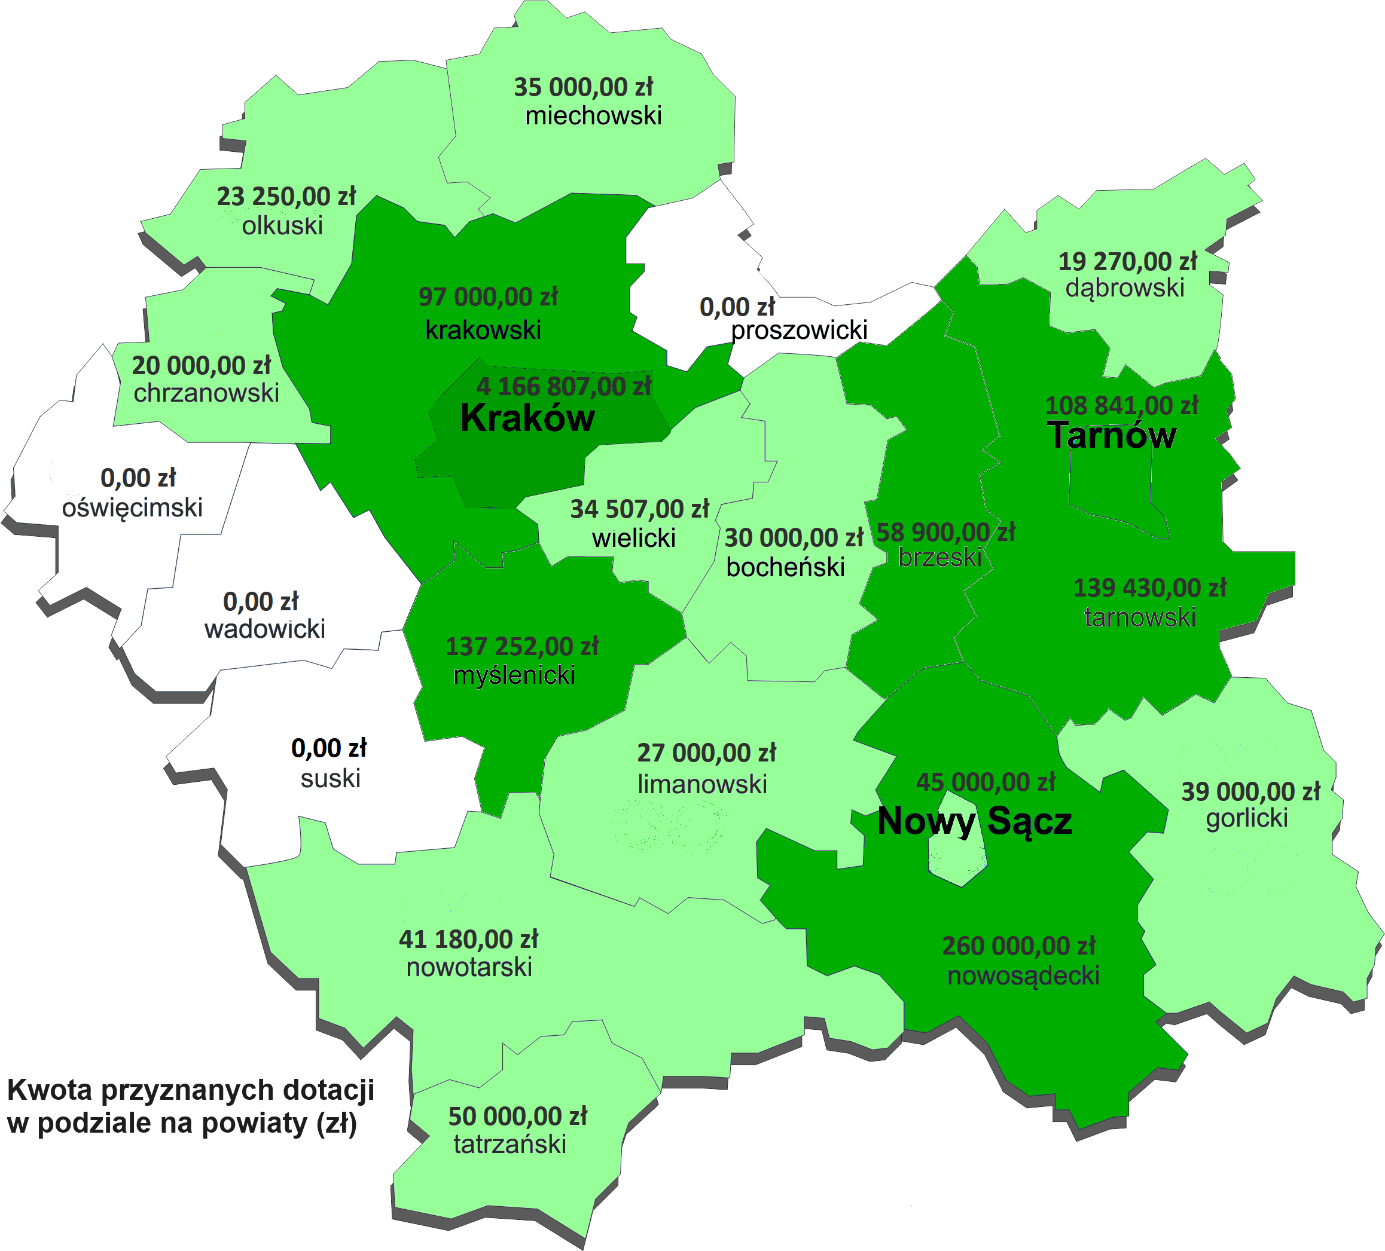 35 000,00 zł
miechowski
23 250,00 zł
olkuski
19 270,00 zł
dąbrowski
97 000,00 zł
krakowski
0,00 zł
proszowicki
20 000,00 zł
chrzanowski
4 166 807,00 zł
Kraków
108 841,00 zł
Tarnów
0,00 zł
oświęcimski
34 507,00 zł
wielicki
30 000,00 zł
bocheński
58 900,00 zł
brzeski
139 430,00 zł
tarnowski
0,00 zł
wadowicki
137 252,00 zł
myślenicki
0,00 zł
suski
27 000,00 zł
limanowski
45 000,00 zł
Nowy Sącz
39 000,00 zł
gorlicki
41 180,00 zł
nowotarski
260 000,00 zł
nowosądecki
Kwota przyznanych dotacji
w podziale na powiaty (zł)
50 000,00 zł
tatrzański